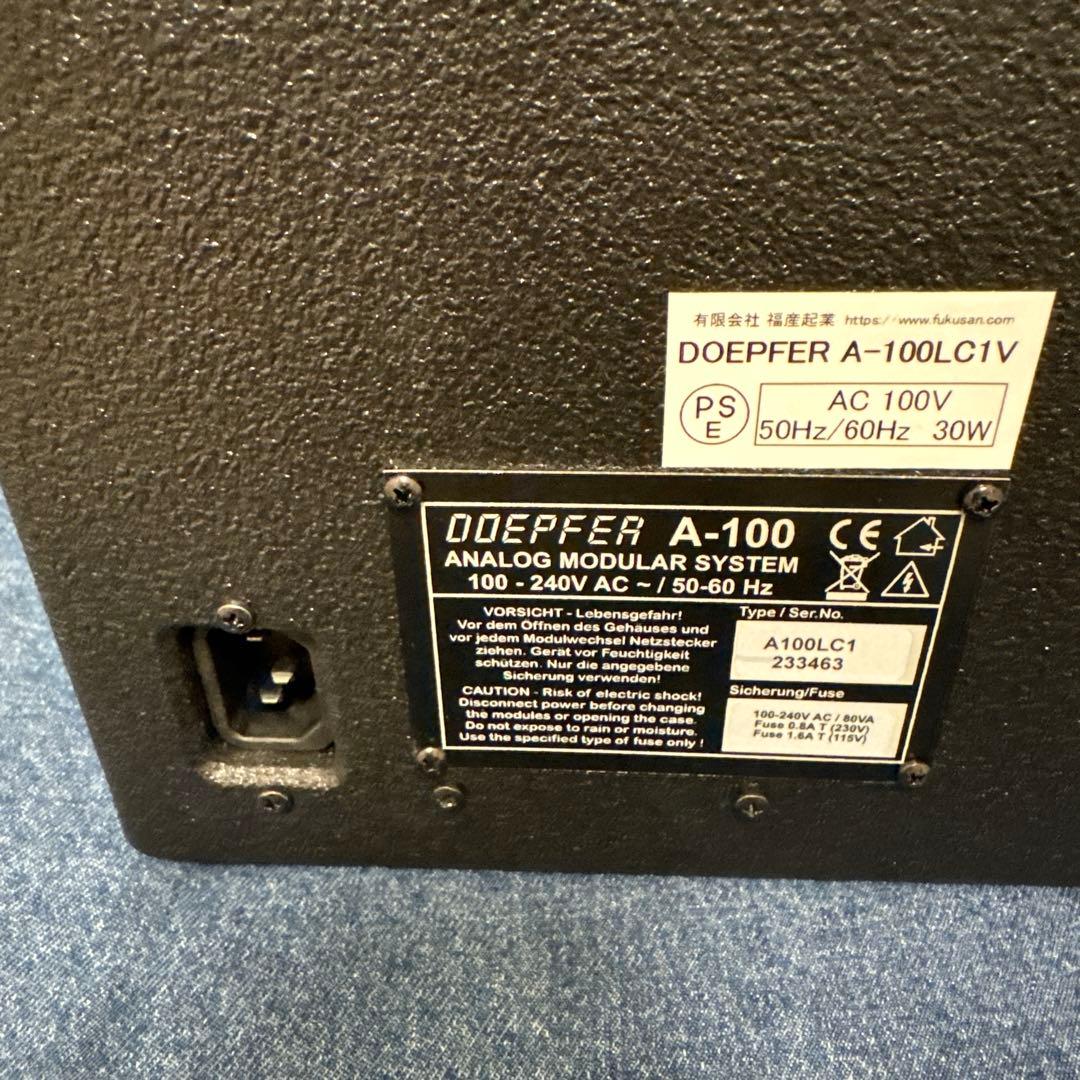 有限会社 福産起業 https://www.fukusan.com
DOEPFER A-100LC1V
PS
E
AC 100V
50Hz/60Hz 30W
DOEPFER A-100
ANALOG MODULAR SYSTEM
100 - 240V AC ~ / 50-60 Hz
CE
VORSICHT - Lebensgefahr!
Vor dem Öffnen des Gehäuses und
vor jedem Modulwechsel Netzstecker
ziehen. Gerät vor Feuchtigkeit
schützen. Nur die angegebene
Sicherung verwenden!
CAUTION - Risk of electric shock!
Disconnect power before changing
the modules or opening the case.
Do not expose to rain or moisture.
Use the specified type of fuse only !
Type / Ser.No.
A100LC1
233463
Sicherung/Fuse
100-240V AC / 80VA
Fuse 0.8A T (230V)
Fuse 1.6A T (115V)